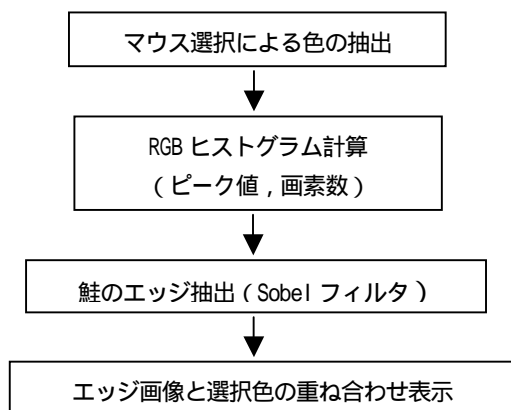 マウス選択による色の抽出
RGB ヒストグラム計算
(ピーク値,画素数)
鮭のエッジ抽出(Sobel フィルタ)
エッジ画像と選択色の重ね合わせ表示